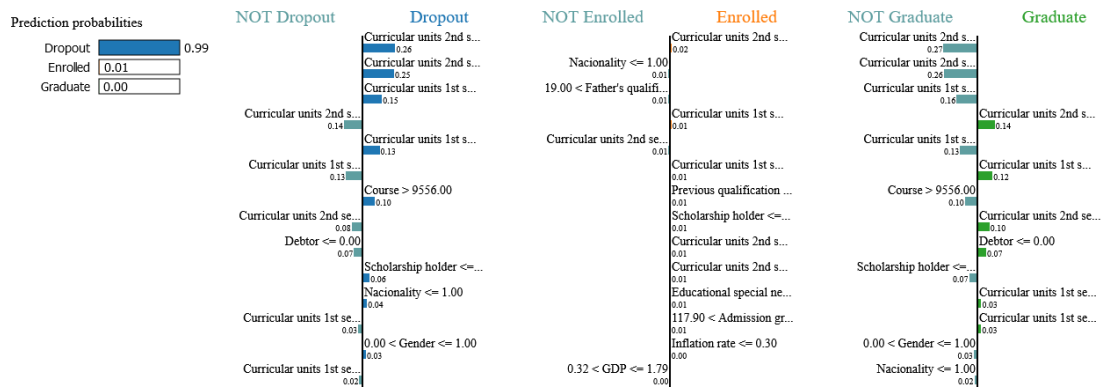 Prediction probabilities
Dropout 0.99
Enrolled 0.01
Graduate 0.00
NOT Dropout Dropout
Curricular units 2nd s...
0.26
Curricular units 2nd s...
0.25
Curricular units 1st s...
0.15
Curricular units 2nd s...
0.14
Curricular units 1st s...
0.13
Curricular units 1st s...
0.13
Course > 9556.00
0.10
Curricular units 2nd se...
0.08
Debtor <= 0.00
0.07
Scholarship holder <=...
0.06
Nacionality <= 1.00
0.04
Curricular units 1st se...
0.03
0.00 < Gender <= 1.00
0.03
Curricular units 1st se...
0.02
NOT Enrolled Enrolled
Curricular units 2nd s...
0.02
Nacionality <= 1.00
0.01
19.00 < Father's qualifi...
0.01
Curricular units 1st s...
0.01
Curricular units 2nd se...
0.01
Curricular units 1st s...
0.01
Previous qualification ...
0.01
Scholarship holder <=...
0.01
Curricular units 2nd s...
0.01
Curricular units 2nd s...
0.01
Educational special ne...
0.01
117.90 < Admission gr...
0.01
Inflation rate <= 0.30
0.00
0.32 < GDP <= 1.79
0.00
NOT Graduate Graduate
Curricular units 2nd s...
0.27
Curricular units 2nd s...
0.26
Curricular units 1st s...
0.16
Curricular units 2nd s...
0.14
Curricular units 1st s...
0.13
Curricular units 1st s...
0.12
Course > 9556.00
0.10
Curricular units 2nd se...
0.10
Debtor <= 0.00
0.07
Scholarship holder <=...
0.07
Curricular units 1st se...
0.03
Curricular units 1st se...
0.03
0.00 < Gender <= 1.00
0.03
Nacionality <= 1.00
0.02